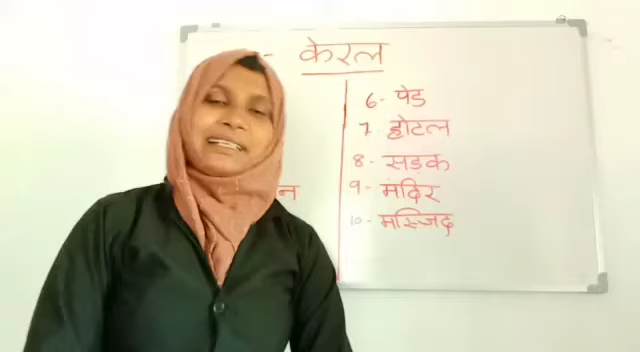 - केरल
6- पेड
7 होटल
8- सड़क
न
9- मंदिर
10- मस्जिद